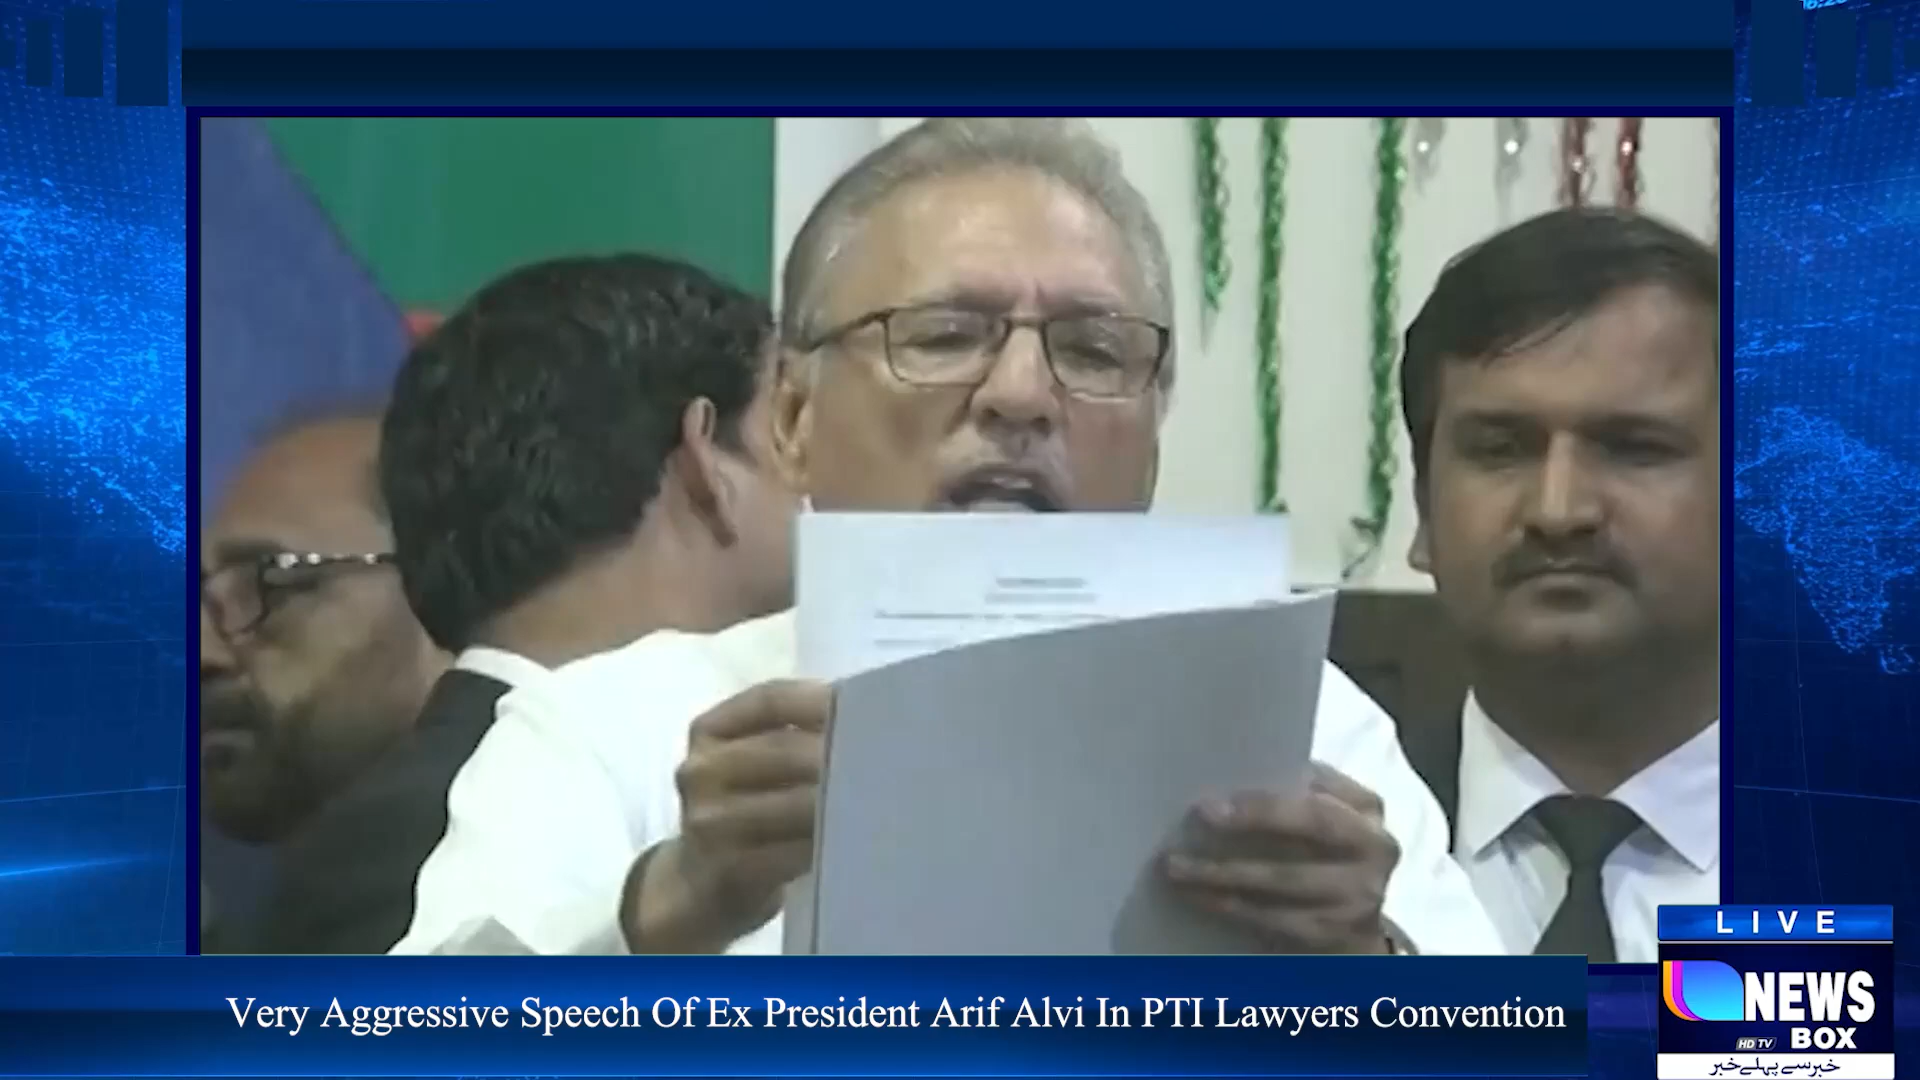 Very Aggressive Speech Of Ex President Arif Alvi In PTI Lawyers Convention
LIVE
NEWS
HD TV BOX
خبر سے پہلے خبر